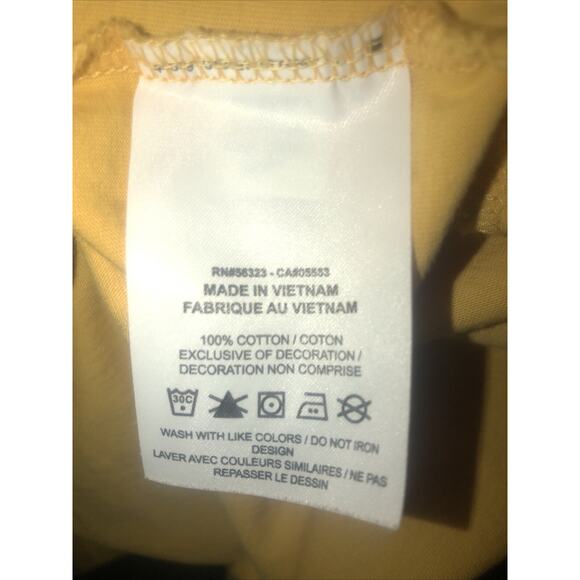 RN#56323 - CA#05553
MADE IN VIETNAM
FABRIQUE AU VIETNAM
100% COTTON / COTON
EXCLUSIVE OF DECORATION /
DECORATION NON COMPRISE
30C
WASH WITH LIKE COLORS / DO NOT IRON
DESIGN
LAVER AVEC COULEURS SIMILAIRES / NE PAS
REPASSER LE DESSIN